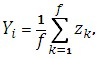 Y_i = \frac{1}{f} \sum_{k=1}^{f} z_k,